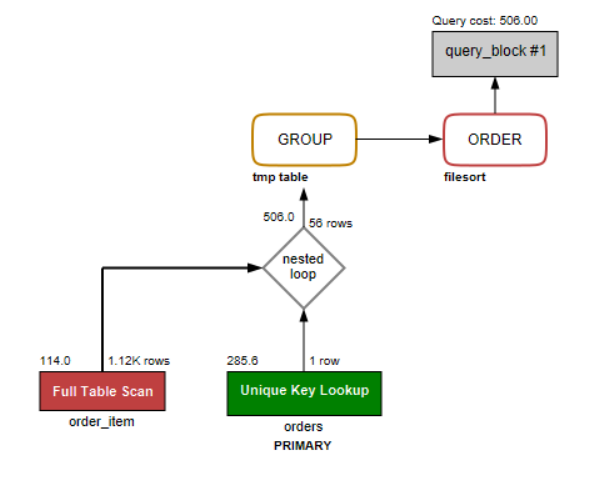 Query cost: 506.00
query_block #1
GROUP
ORDER
tmp table
filesort
506.0
56 rows
nested
loop
114.0
1.12K rows
285.6
1 row
Full Table Scan
Unique Key Lookup
order_item
orders
PRIMARY